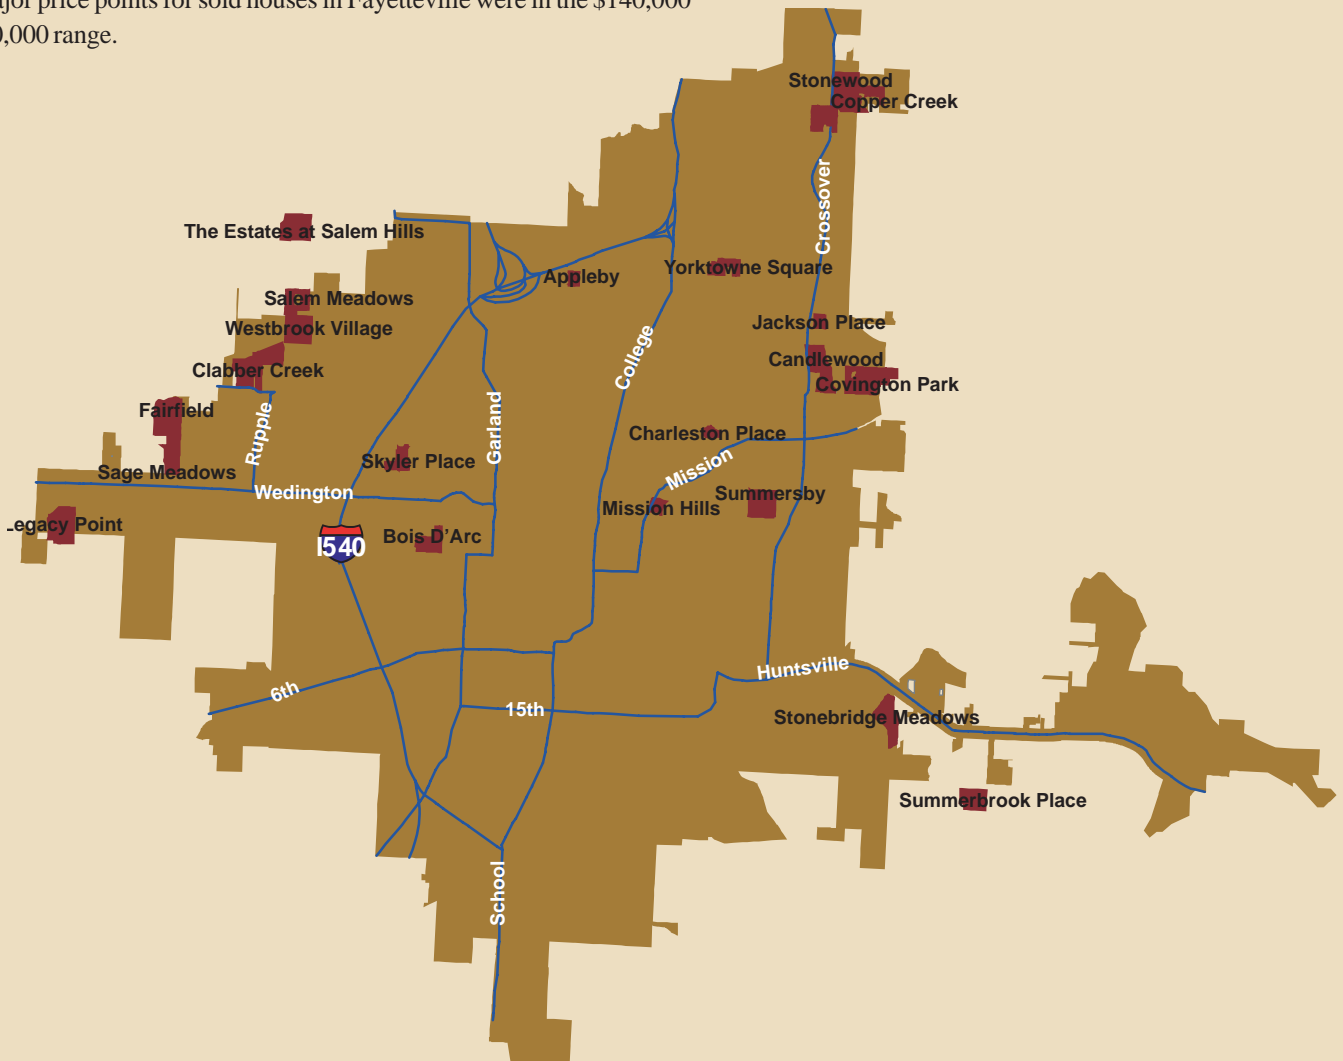 price points for sold houses in Fayetteville were in the $140,000
range.
Stonewood
Copper Creek
Crossover
The Estates at Salem Hills
Yorktowne Square
Appleby
Salem Meadows
Westbrook Village
Jackson Place
College
Candlewood
Clabber Creek
Covington Park
Fairfield
Rupple
Garland
Charleston Place
Skyler Place
Mission
Sage Meadows
Wedington
Summersby
Mission Hills
Legacy Point
Bois D’Arc
I540
Huntsville
6th
15th
Stonebridge Meadows
Summerbrook Place
School